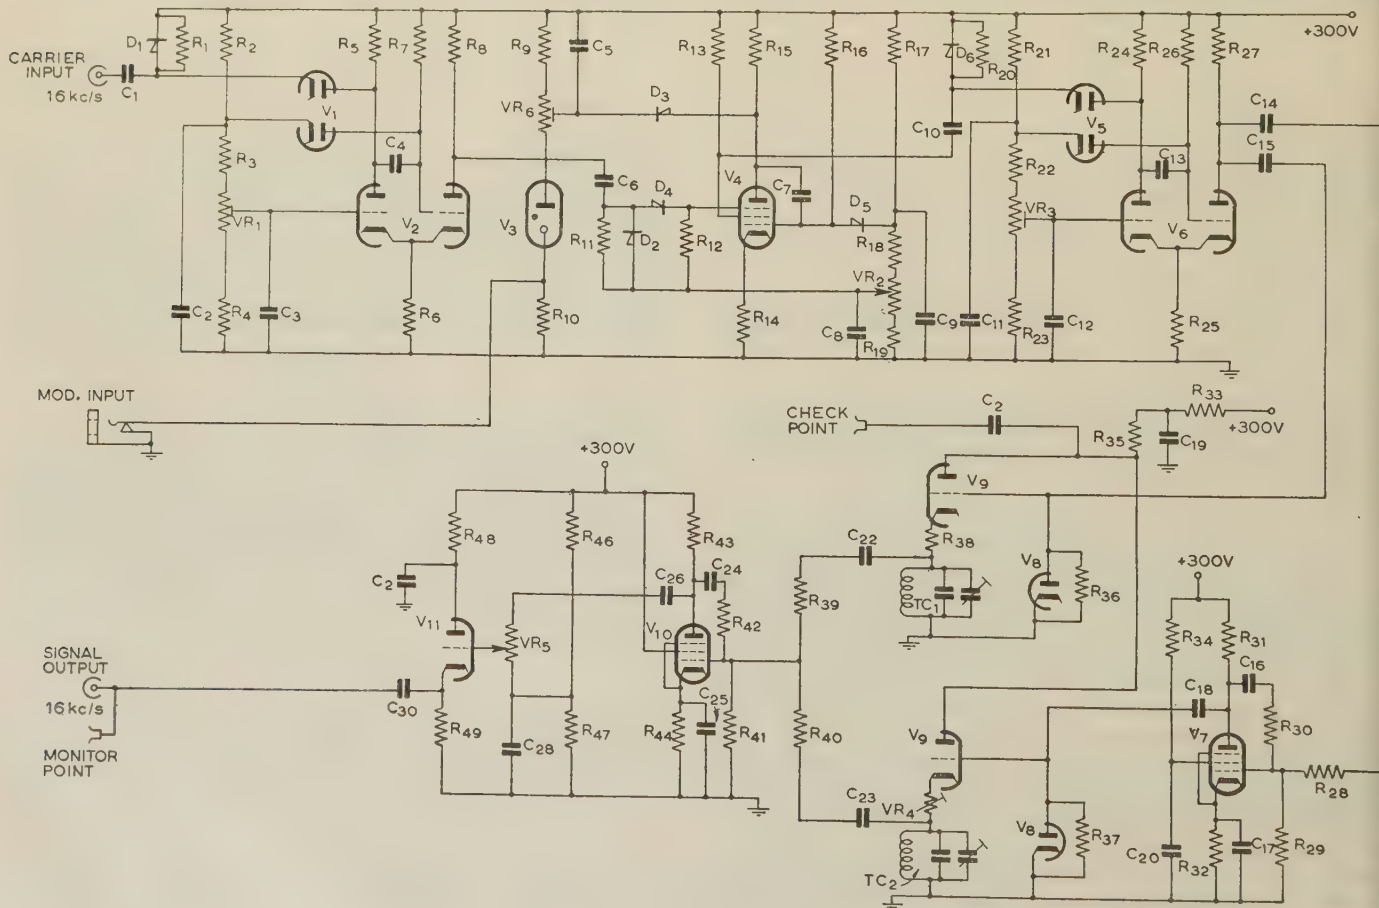 D1
R1
R2
R5
R7
R8
R9
C5
R13
R15
R16
R17
D6
R20
R21
R24
R26
R27
+300V
CARRIER
INPUT
16kc/s
C1
V1
VR6
D3
C10
V5
C14
C15
R3
C4
C6
D4
V4
C7
D5
R22
C13
VR1
V2
V3
R11
D2
R12
R18
VR2
VR3
V6
C2
R4
C3
R6
R10
R14
C8
R19
C9
C11
R23
C12
R25
MOD. INPUT
CHECK
POINT
C2
R33
+300V
R35
C19
+300V
V9
R48
R46
R43
C22
R38
V8
R36
+300V
C2
C26
C24
R39
TC1
R34
R31
V11
VR5
V10
R42
C16
SIGNAL
OUTPUT
16kc/s
C30
C25
C18
R30
MONITOR
POINT
R49
C28
R47
R44
R41
R40
V9
V7
R28
C23
VR4
V8
R37
C20
R32
C17
R29
TC2